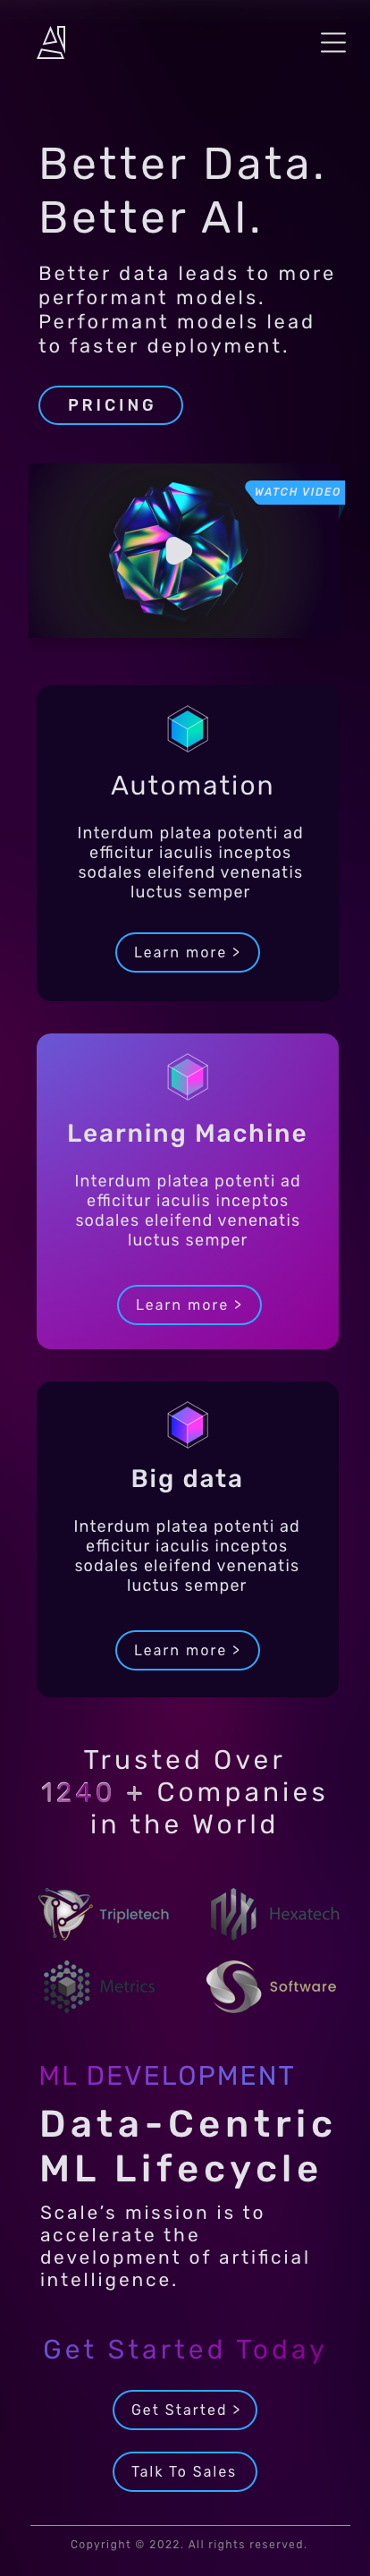 AI
Better Data.
Better AI.
Better data leads to more
performant models.
Performant models lead
to faster deployment.
PRICING
WATCH VIDEO
Automation
Interdum platea potenti ad
efficitur iaculis inceptos
sodales eleifend venenatis
luctus semper
Learn more >
Learning Machine
Interdum platea potenti ad
efficitur iaculis inceptos
sodales eleifend venenatis
luctus semper
Learn more >
Big data
Interdum platea potenti ad
efficitur iaculis inceptos
sodales eleifend venenatis
luctus semper
Learn more >
Trusted Over
1240 + Companies
in the World
Tripletech
Hexatech
Metrics
Software
ML DEVELOPMENT
Data-Centric
ML Lifecycle
Scale’s mission is to
accelerate the
development of artificial
intelligence.
Get Started Today
Get Started >
Talk To Sales
Copyright © 2022. All rights reserved.